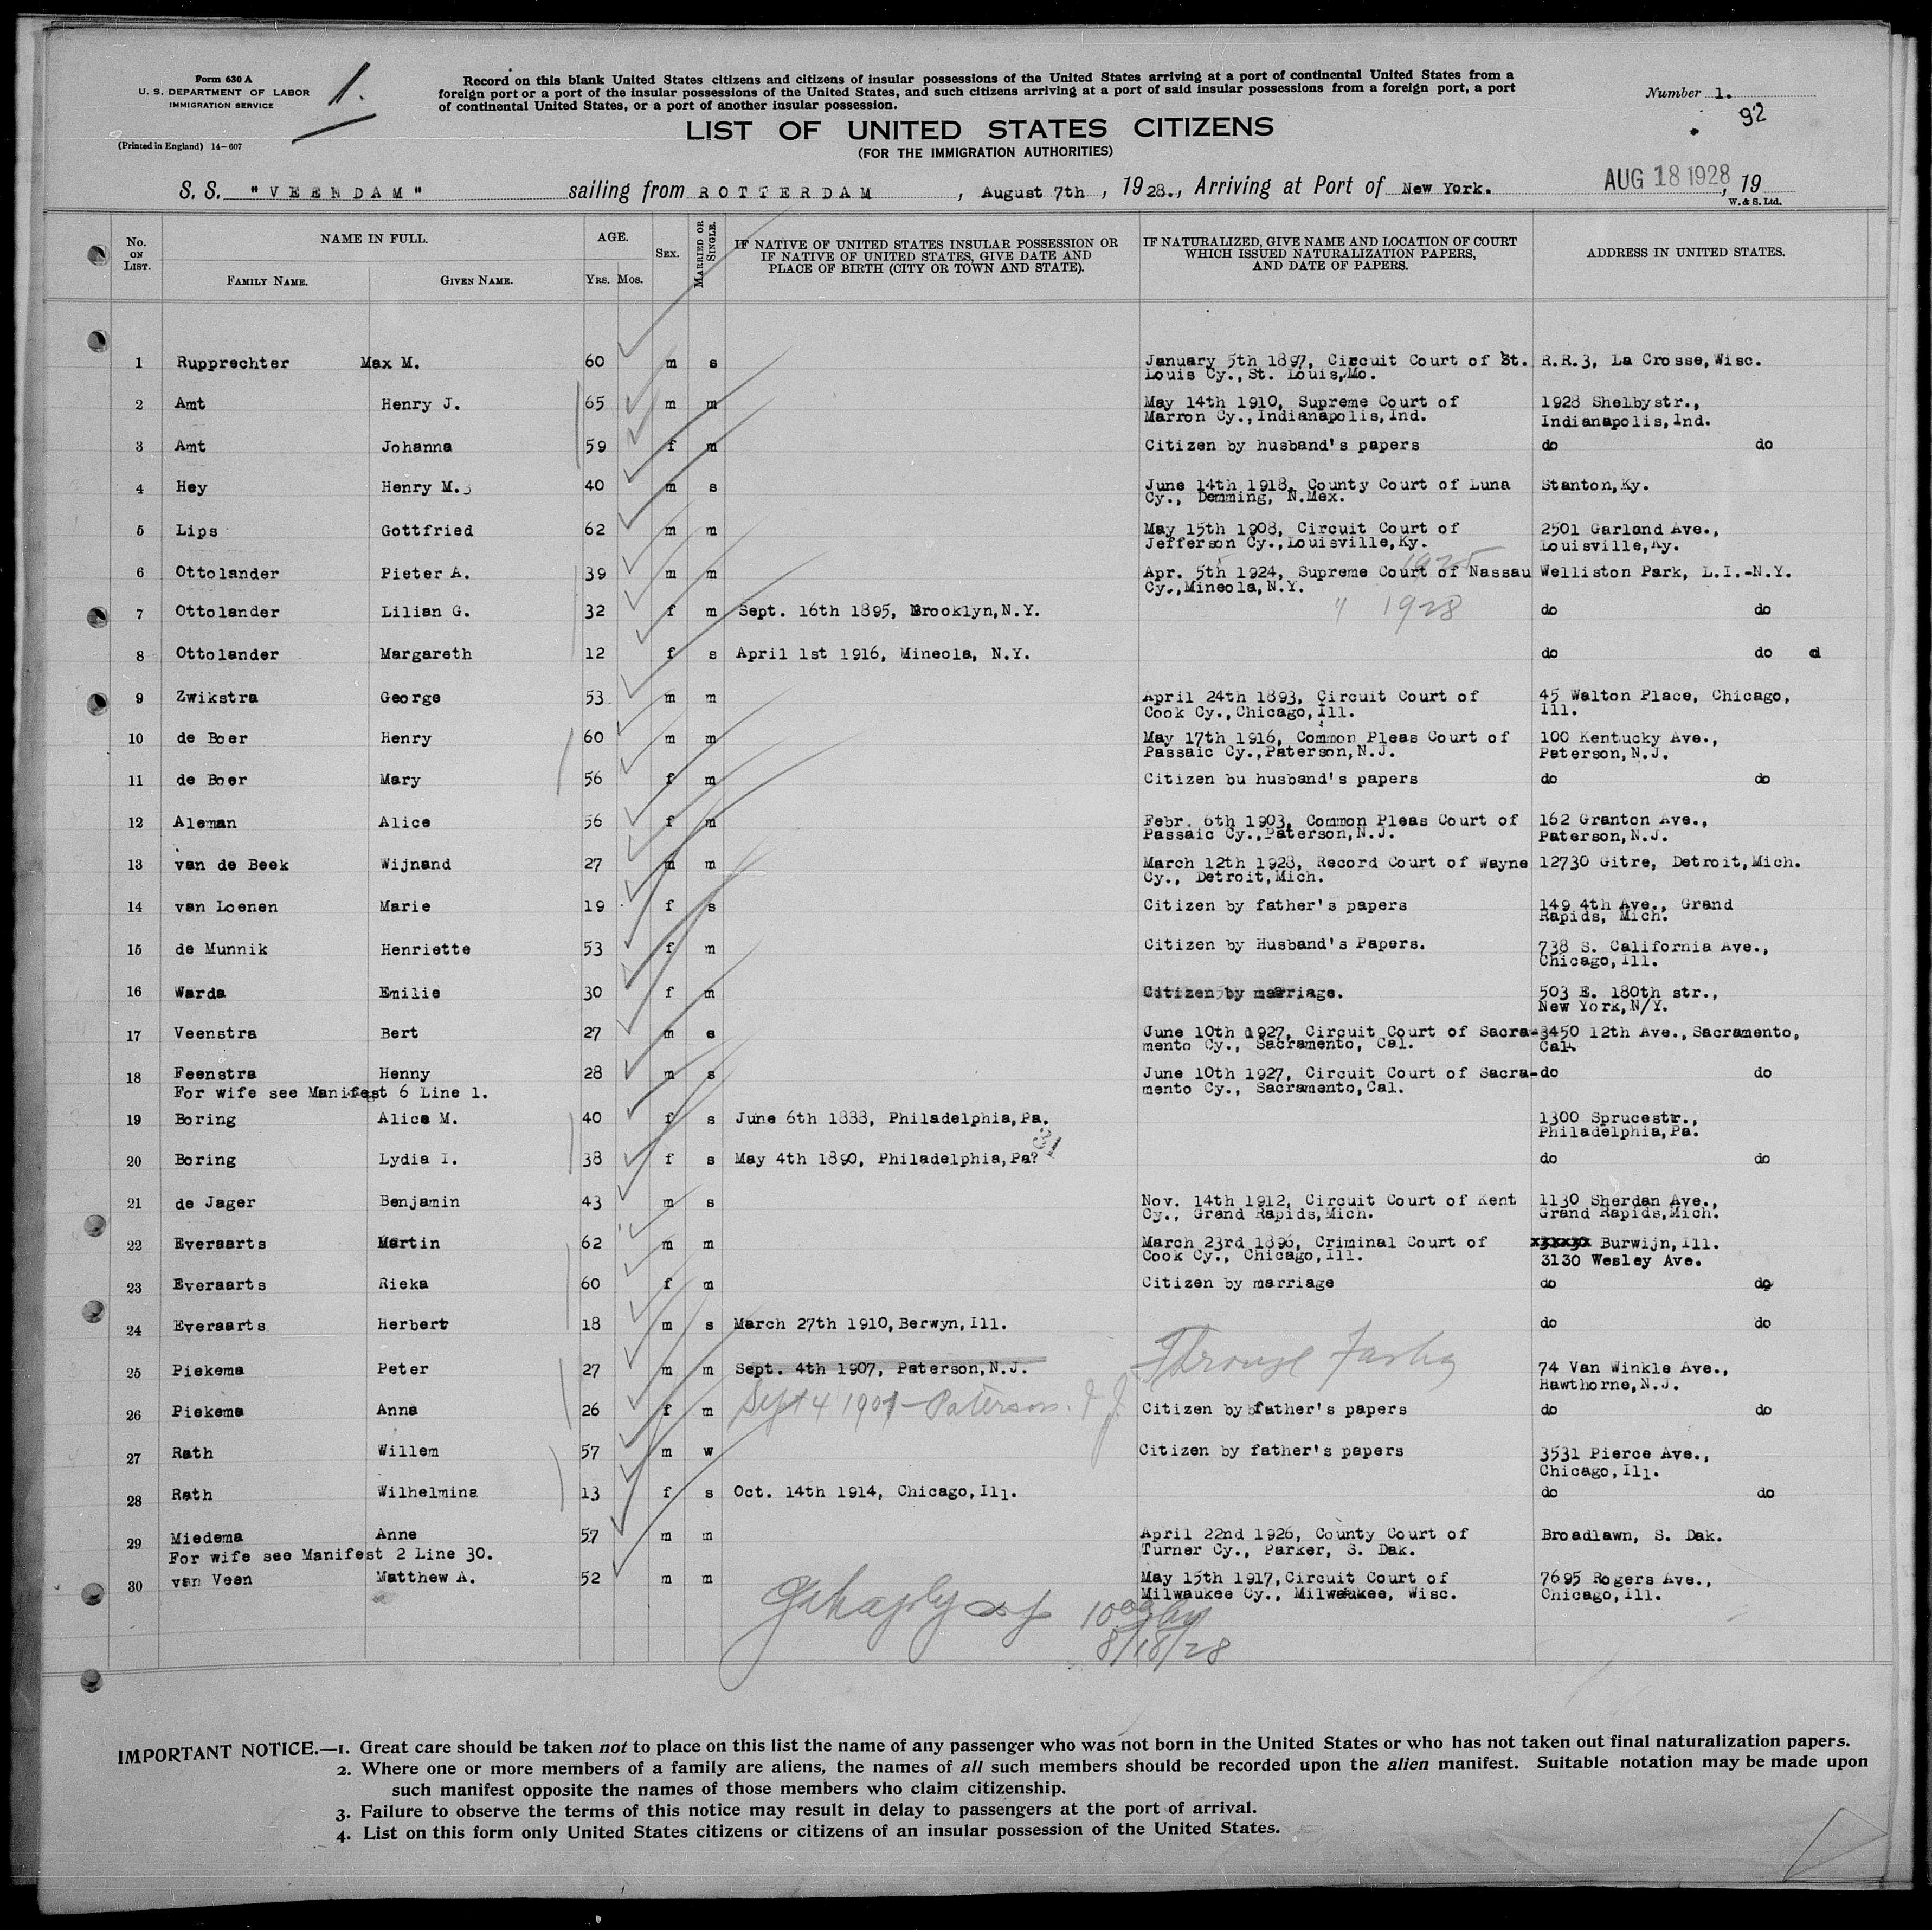 Form 630 A
U. S. DEPARTMENT OF LABOR
IMMIGRATION SERVICE
(Printed in England) 14-607
1.
Record on this blank United States citizens and citizens of insular possessions of the United States arriving at a port of continental United States from a
foreign port or a port of the insular possessions of the United States, and such citizens arriving at a port of said insular possessions from a foreign port, a port
of continental United States, or a port of another insular possession.
Number 1.
92
LIST OF UNITED STATES CITIZENS
(FOR THE IMMIGRATION AUTHORITIES)
S. S. "VEENDAM" sailing from ROTTERDAM, August 7th, 1928., Arriving at Port of New York. AUG 18 1928, 19
W. & S. Ltd.
No. ON LIST. NAME IN FULL. FAMILY NAME. GIVEN NAME. AGE. YRS. MOS. SEX. MARRIED OR SINGLE.
IF NATIVE OF UNITED STATES INSULAR POSSESSION OR
IF NATIVE OF UNITED STATES, GIVE DATE AND
PLACE OF BIRTH (CITY OR TOWN AND STATE).
IF NATURALIZED, GIVE NAME AND LOCATION OF COURT
WHICH ISSUED NATURALIZATION PAPERS,
AND DATE OF PAPERS.
ADDRESS IN UNITED STATES.
1 Rupprechter Max M. 60 m s January 5th 1897, Circuit Court of St. R.R.3, La Crosse, Wisc.
Louis Cy., St. Louis, Mo.
2 Amt Henry J. 65 m m May 14th 1910, Supreme Court of 1928 Shelbystr.,
Marron Cy., Indianapolis, Ind. Indianapolis, Ind.
3 Amt Johanna 59 f m Citizen by husband's papers do do
4 Hey Henry M. 40 m s June 14th 1918, County Court of Luna Stanton, Ky.
Cy., Demming, N.Mex.
5 Lips Gottfried 62 m m May 15th 1908, Circuit Court of 2501 Garland Ave.,
Jefferson Cy., Louisville, Ky. Louisville, Ky.
1925
6 Ottolander Pieter A. 39 m m Apr. 5th 1924, Supreme Court of Nassau Welliston Park, L.I.-N.Y.
Cy., Mineola, N.Y.
7 Ottolander Lilian G. 32 f m Sept. 16th 1895, Brooklyn, N.Y. " 1928 do do
8 Ottolander Margareth 12 f s April 1st 1916, Mineola, N.Y. do do d
9 Zwikstra George 53 m m April 24th 1893, Circuit Court of 45 Walton Place, Chicago,
Cook Cy., Chicago, Ill. Ill.
10 de Boer Henry 60 m m May 17th 1916, Common Pleas Court of 100 Kentucky Ave.,
Passaic Cy., Paterson, N.J. Paterson, N.J.
11 de Boer Mary 56 f m Citizen bu husband's papers do do
12 Aleman Alice 56 f m Febr. 6th 1903, Common Pleas Court of 162 Granton Ave.,
Passaic Cy., Paterson, N.J. Paterson, N.J.
13 van de Beek Wijnand 27 m m March 12th 1928, Record Court of Wayne 12730 Gitre, Detroit, Mich.
Cy., Detroit, Mich.
14 van Loenen Marie 19 f s Citizen by father's papers 149 4th Ave., Grand
Rapids, Mich.
15 de Munnik Henriette 53 f m Citizen by Husband's Papers. 738 S. California Ave.,
Chicago, Ill.
16 Warda Emilie 30 f m Citizen by marriage. 503 E. 180th str.,
New York, N/Y.
17 Veenstra Bert 27 m s June 10th 1927, Circuit Court of Sacra- 3450 12th Ave., Sacramento,
mento Cy., Sacramento, Cal. Cal.
18 Feenstra Henny 28 m s June 10th 1927, Circuit Court of Sacra- do do
For wife see Manifest 6 Line 1. mento Cy., Sacramento, Cal.
19 Boring Alice M. 40 f s June 6th 1888, Philadelphia, Pa. 1300 Sprucestr.,
Philadelphia, Pa.
31
20 Boring Lydia I. 38 f s May 4th 1890, Philadelphia, Pa? do do
21 de Jager Benjamin 43 m s Nov. 14th 1912, Circuit Court of Kent 1130 Sherdan Ave.,
Cy., Grand Rapids, Mich. Grand Rapids, Mich.
22 Everaarts Martin 62 m m March 23rd 1896, Criminal Court of Burwijn, Ill.
Cook Cy., Chicago, Ill. 3130 Wesley Ave.
23 Everaarts Rieka 60 f m Citizen by marriage do do
24 Everaarts Herbert 18 m s March 27th 1910, Berwyn, Ill. do do
25 Piekema Peter 27 m m Sept. 4th 1907, Paterson, N.J. 74 Van Winkle Ave.,
Hawthorne, N.J.
26 Piekema Anna 26 f m Sept 4 1901 - Paterson. N J Citizen by father's papers do do
27 Rath Willem 57 m w Citizen by father's papers 3531 Pierce Ave.,
Chicago, Ill.
28 Rath Wilhelmina 13 f s Oct. 14th 1914, Chicago, Ill. do do
29 Miedema Anne 57 m m April 22nd 1926, County Court of Broadlawn, S. Dak.
For wife see Manifest 2 Line 30. Turner Cy., Parker, S. Dak.
30 van Veen Matthew A. 52 m m May 15th 1917, Circuit Court of 7695 Rogers Ave.,
Milwaukee Cy., Milwaukee, Wisc. Chicago, Ill.
8/18/28
IMPORTANT NOTICE.—1. Great care should be taken not to place on this list the name of any passenger who was not born in the United States or who has not taken out final naturalization papers.
2. Where one or more members of a family are aliens, the names of all such members should be recorded upon the alien manifest. Suitable notation may be made upon
such manifest opposite the names of those members who claim citizenship.
3. Failure to observe the terms of this notice may result in delay to passengers at the port of arrival.
4. List on this form only United States citizens or citizens of an insular possession of the United States.